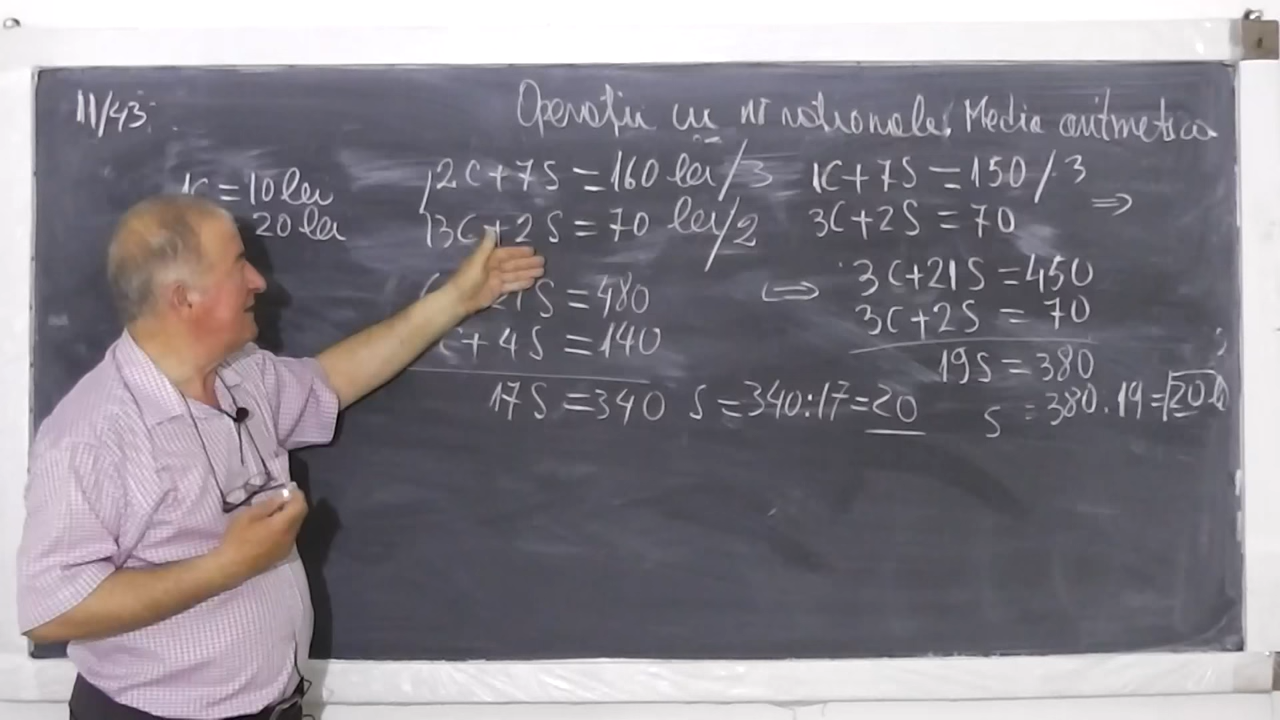 11/43:
Operații cu nr raționale. Media aritmetică
1c = 10 lei
20 lei
2C+7S = 160 lei/3
3C+2S = 70 lei/2
21S = 480
+4S = 140
17S = 340 S = 340:17 = 20
1C+7S = 150/3
3C+2S = 70 ⇒
⇔ 3C+21S = 450
3C+2S = 70
19S = 380
S = 380:19 = 20